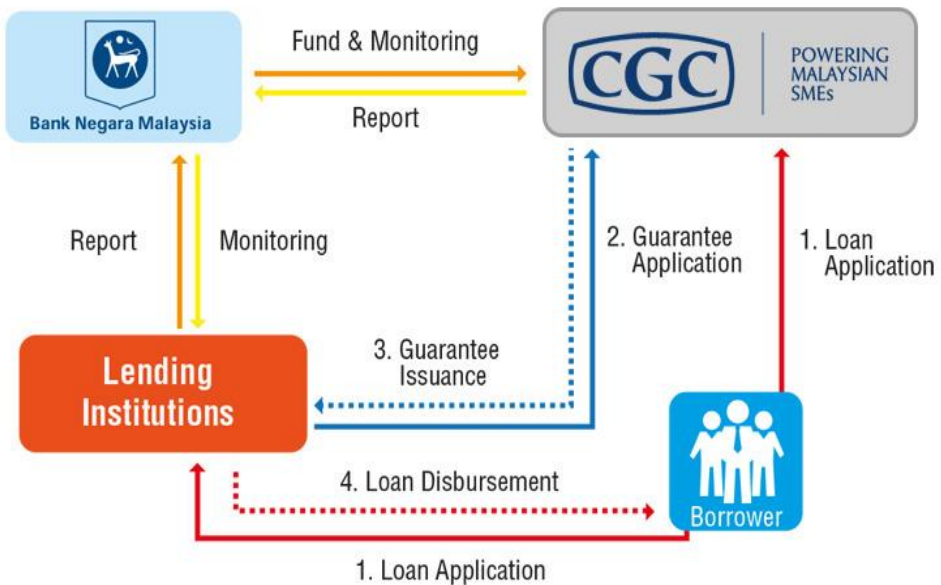 Bank Negara Malaysia
Fund & Monitoring
Report
CGC
POWERING
MALAYSIAN
SMEs
Report
Monitoring
2. Guarantee
Application
1. Loan
Application
Lending
Institutions
3. Guarantee
Issuance
4. Loan Disbursement
Borrower
1. Loan Application